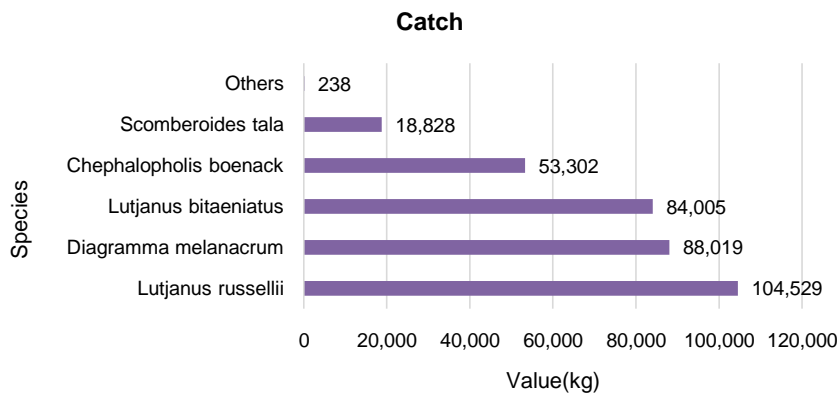 Catch
Species
Others 238
Scomberoides tala 18,828
Chephalopholis boenack 53,302
Lutjanus bitaeniatus 84,005
Diagramma melanacrum 88,019
Lutjanus russellii 104,529
0 20,000 40,000 60,000 80,000 100,000 120,000
Value(kg)